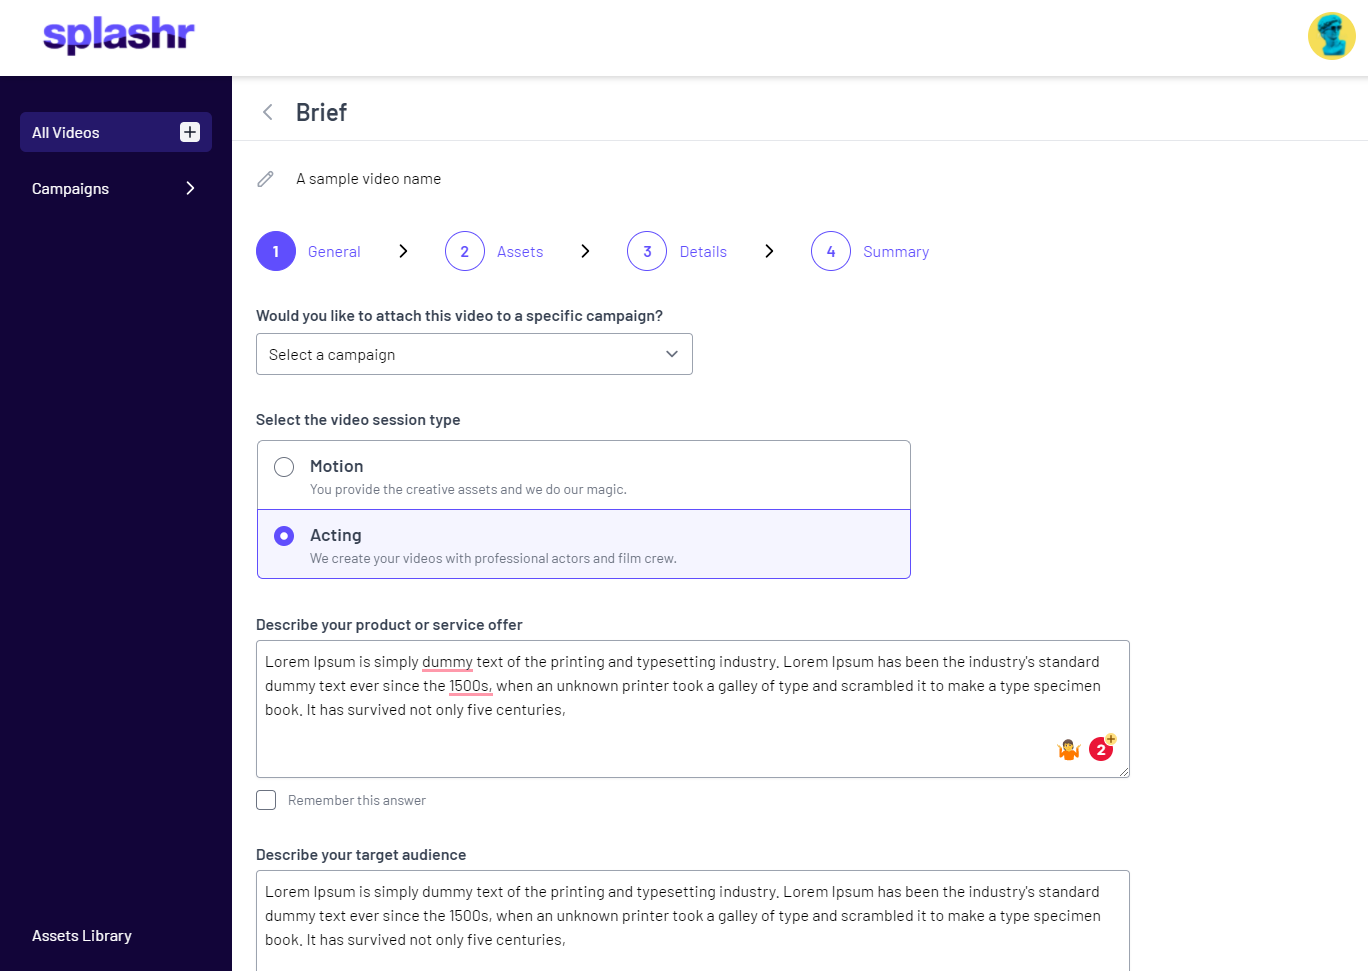 splashr
All Videos
Campaigns
Assets Library
Brief
A sample video name
1 General 2 Assets 3 Details 4 Summary
Would you like to attach this video to a specific campaign?
Select a campaign
Select the video session type
Motion
You provide the creative assets and we do our magic.
Acting
We create your videos with professional actors and film crew.
Describe your product or service offer
Lorem Ipsum is simply dummy text of the printing and typesetting industry. Lorem Ipsum has been the industry's standard
dummy text ever since the 1500s, when an unknown printer took a galley of type and scrambled it to make a type specimen
book. It has survived not only five centuries,
2+
Remember this answer
Describe your target audience
Lorem Ipsum is simply dummy text of the printing and typesetting industry. Lorem Ipsum has been the industry's standard
dummy text ever since the 1500s, when an unknown printer took a galley of type and scrambled it to make a type specimen
book. It has survived not only five centuries,